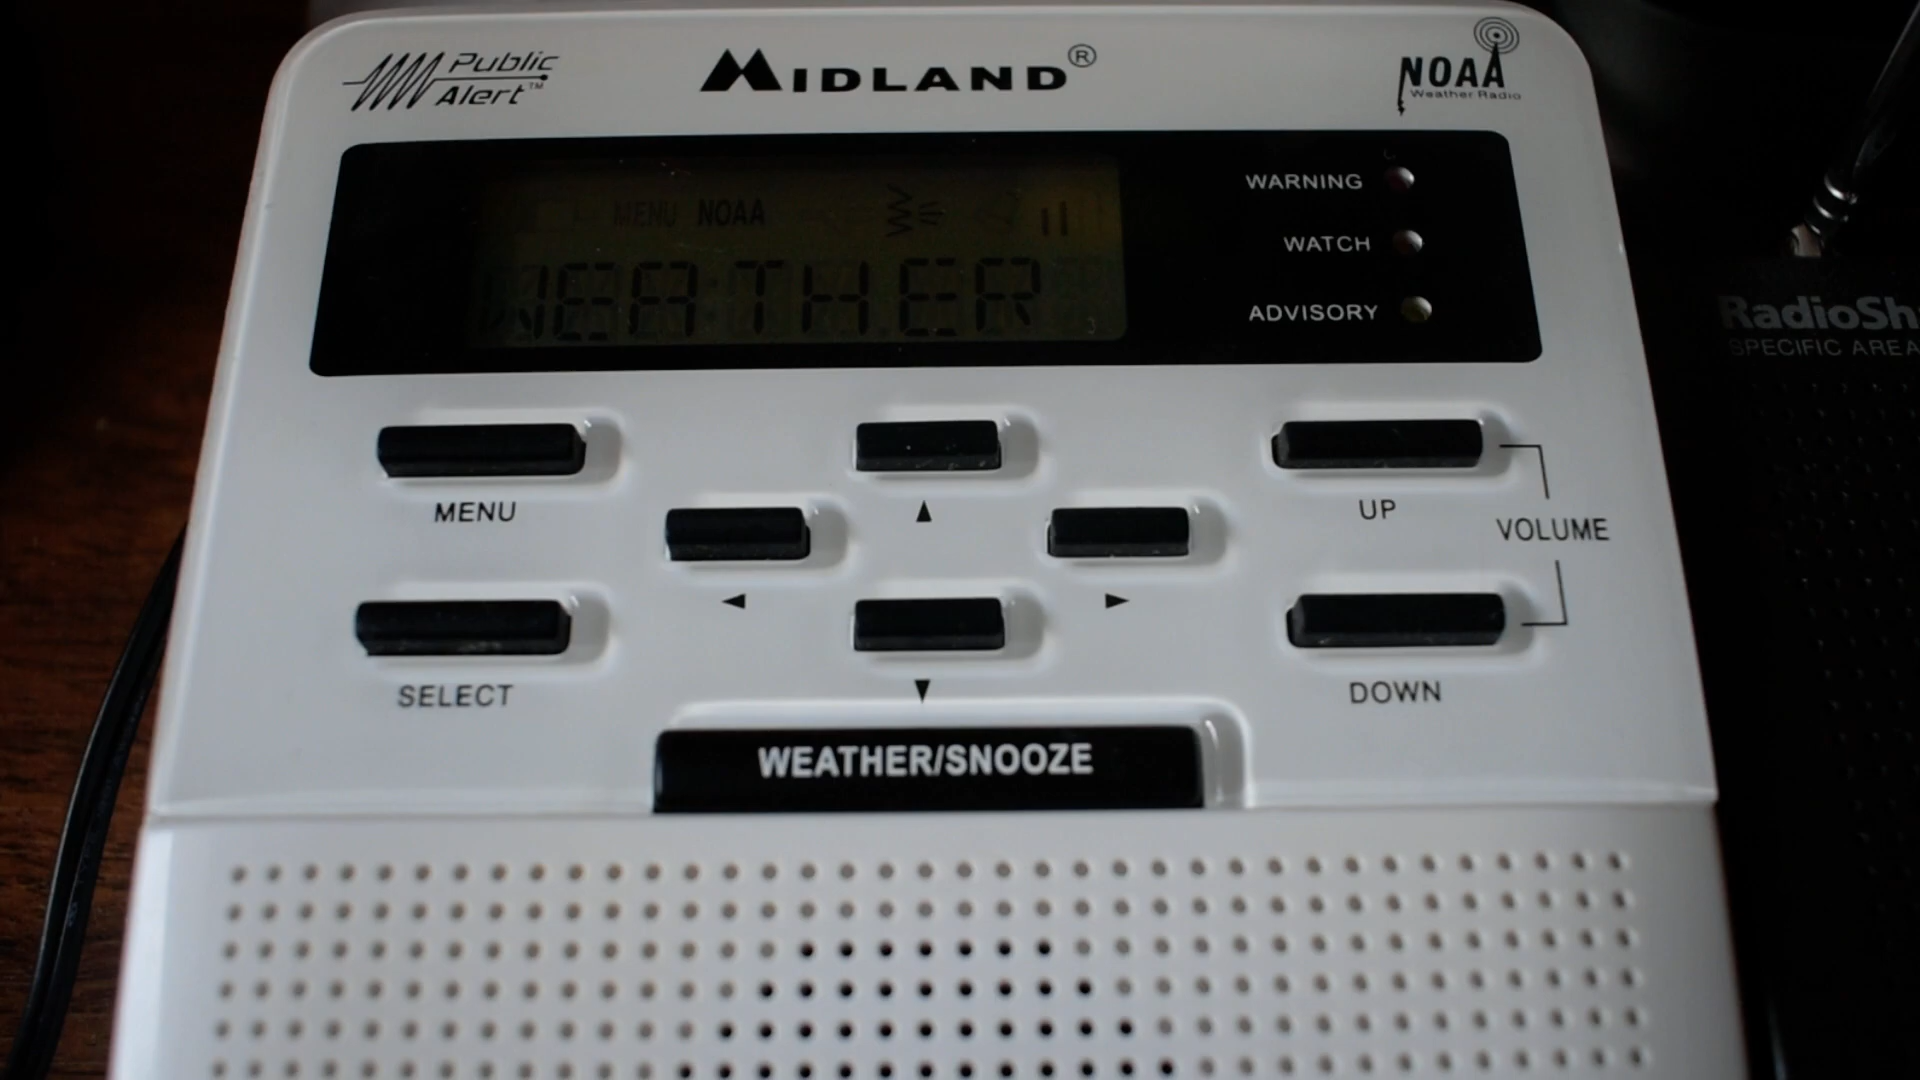 Public Alert™
MIDLAND®
NOAA
Weather Radio
WARNING
MENU NOAA
WATCH
WEATHER
ADVISORY
RadioSh
SPECIFIC AREA
MENU
UP
VOLUME
SELECT
DOWN
WEATHER/SNOOZE